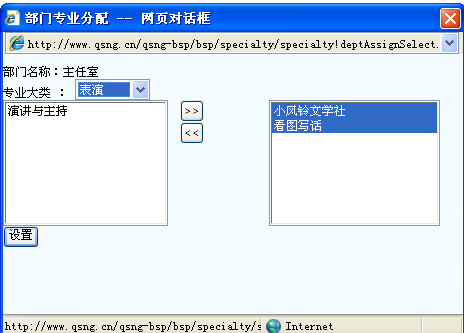 部门专业分配 -- 网页对话框
http://www.qsng.cn/qsng-bsp/bsp/specialty/specialty!deptAssignSelect.
部门名称：主任室
专业大类 ： 表演
演讲与主持
>>
<<
小风铃文学社
看图写话
设置
http://www.qsng.cn/qsng-bsp/bsp/specialty/s Internet